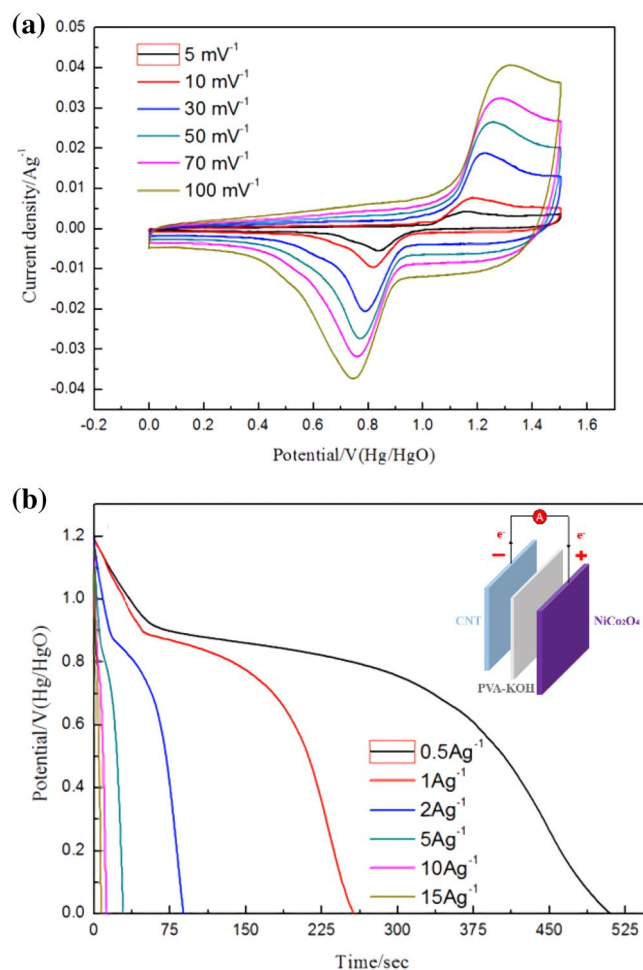 (a)
0.05
0.04
0.03
0.02
0.01
0.00
-0.01
-0.02
-0.03
-0.04
Current density/Ag⁻¹
5 mV⁻¹
10 mV⁻¹
30 mV⁻¹
50 mV⁻¹
70 mV⁻¹
100 mV⁻¹
-0.2 0.0 0.2 0.4 0.6 0.8 1.0 1.2 1.4 1.6
Potential/V(Hg/HgO)
(b)
1.2
1.0
0.8
0.6
0.4
0.2
0.0
Potential/V(Hg/HgO)
A
e⁻ e⁻
− +
CNT
NiCo₂O₄
PVA-KOH
0.5Ag⁻¹
1Ag⁻¹
2Ag⁻¹
5Ag⁻¹
10Ag⁻¹
15Ag⁻¹
0 75 150 225 300 375 450 525
Time/sec